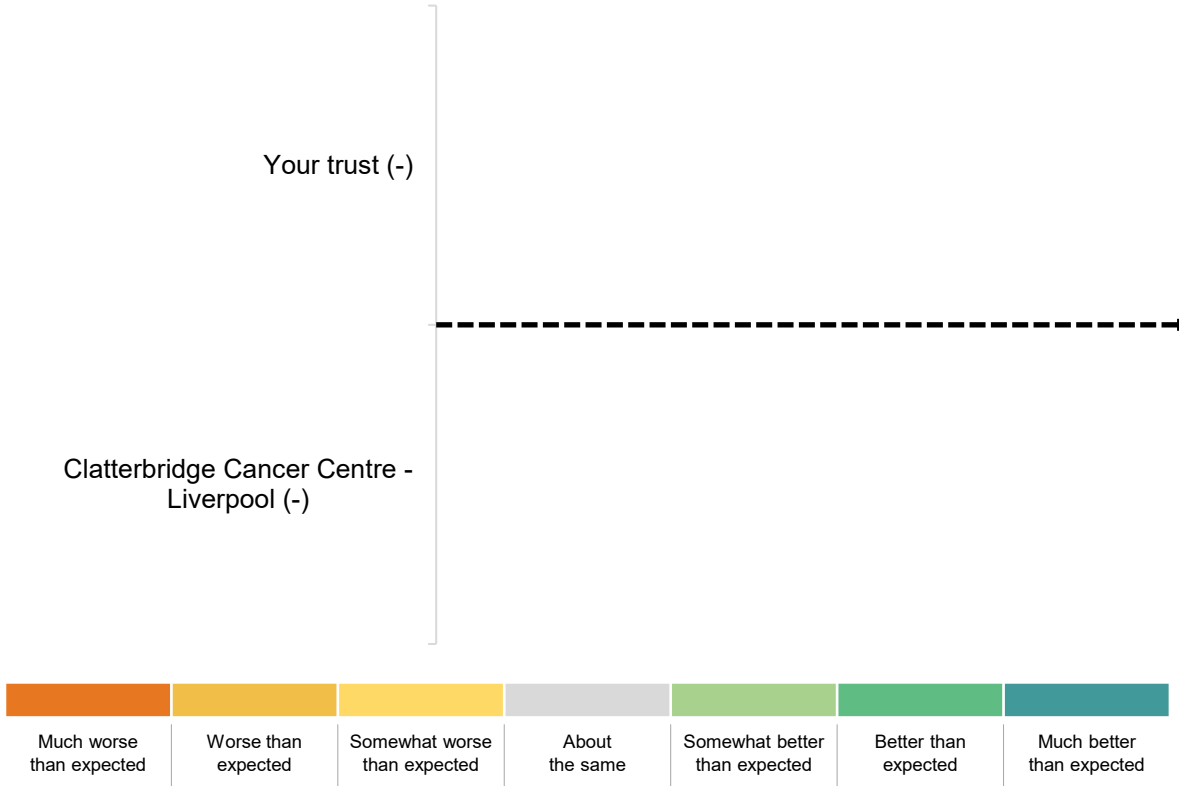 Your trust (-)
Clatterbridge Cancer Centre -
Liverpool (-)
Much worse
than expected
Worse than
expected
Somewhat worse
than expected
About
the same
Somewhat better
than expected
Better than
expected
Much better
than expected